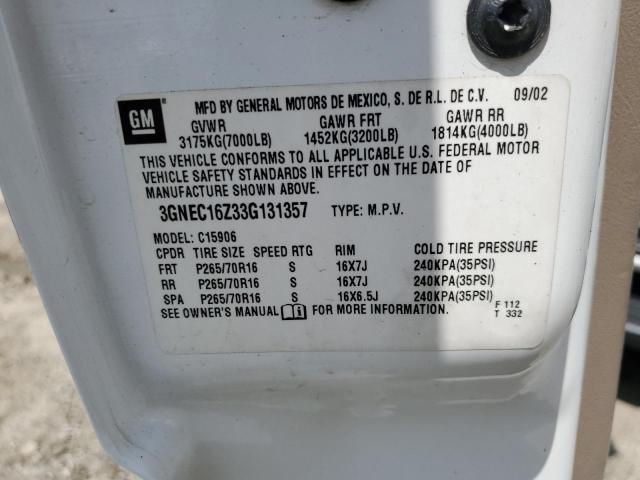 GM
MFD BY GENERAL MOTORS DE MEXICO, S. DE R.L. DE C.V. 09/02
GVWR GAWR FRT GAWR RR
3175KG(7000LB) 1452KG(3200LB) 1814KG(4000LB)
THIS VEHICLE CONFORMS TO ALL APPLICABLE U.S. FEDERAL MOTOR
VEHICLE SAFETY STANDARDS IN EFFECT ON THE DATE OF
MANUFACTURE SHOWN ABOVE.
3GNEC16Z33G131357 TYPE: M.P.V.
MODEL: C15906
CPDR TIRE SIZE SPEED RTG RIM COLD TIRE PRESSURE
FRT P265/70R16 S 16X7J 240KPA(35PSI)
RR P265/70R16 S 16X7J 240KPA(35PSI)
SPA P265/70R16 S 16X6.5J 240KPA(35PSI)
SEE OWNER'S MANUAL FOR MORE INFORMATION.
F 112
T 332